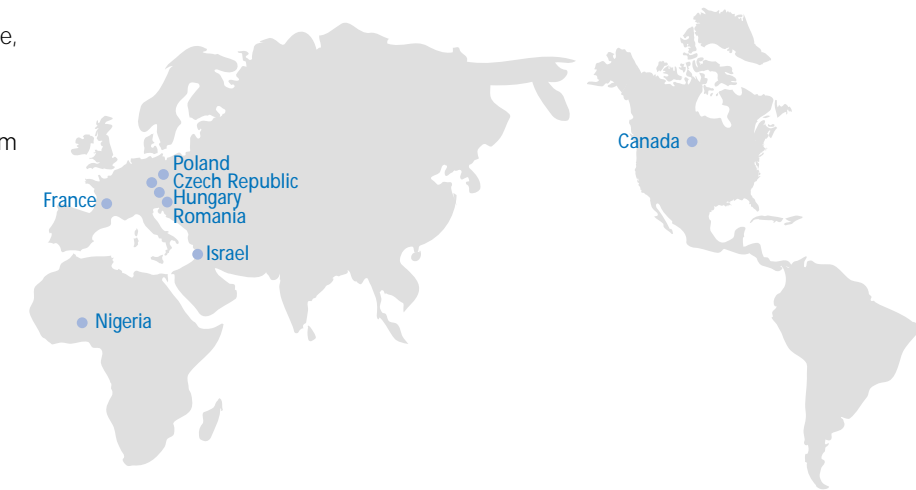 e,
m
Canada
Poland
Czech Republic
France
Hungary
Romania
Israel
Nigeria